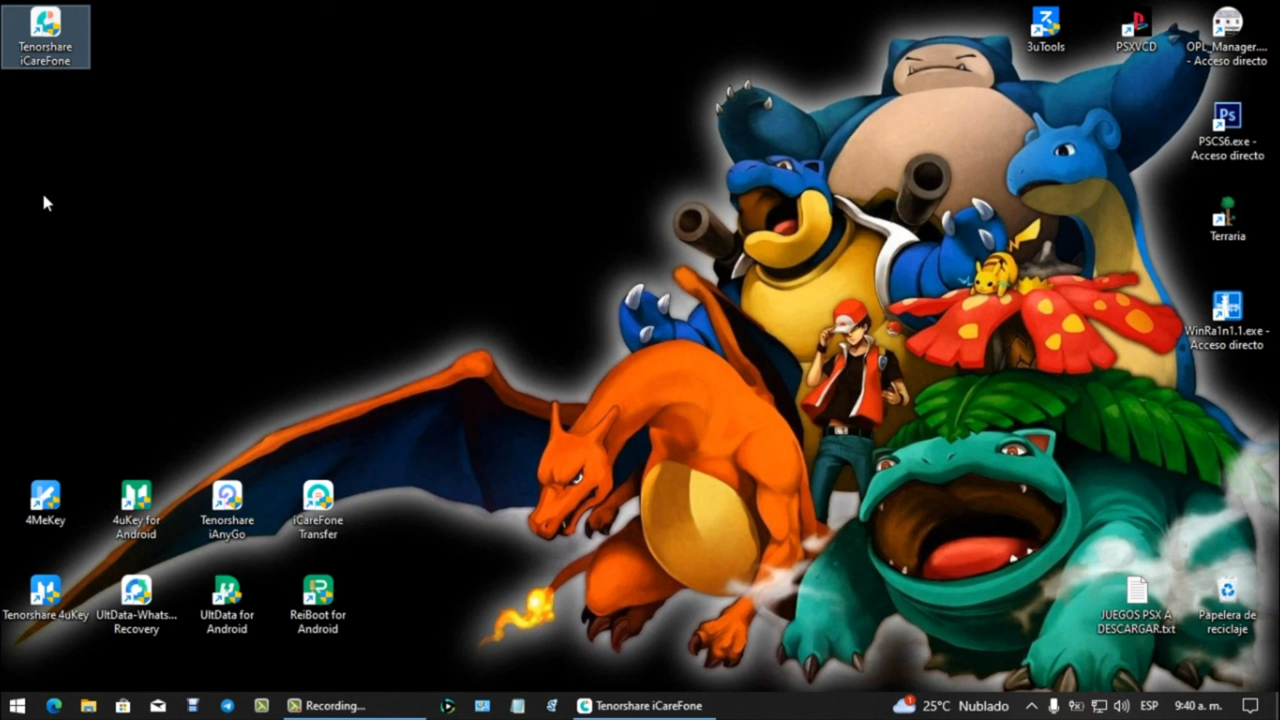 Tenorshare
iCareFone
3uTools
PSXVCD
OPL_Manager....
- Acceso directo
Ps
PSCS6.exe -
Acceso directo
Terraria
WinRa1n1.1.exe -
Acceso directo
4MeKey
4uKey for
Android
Tenorshare
iAnyGo
iCareFone
Transfer
Tenorshare 4uKey
UltData-Whats...
Recovery
UltData for
Android
ReiBoot for
Android
JUEGOS PSX A
DESCARGAR.txt
Papelera de
reciclaje
Recording...
Tenorshare iCareFone
1
25°C Nublado
ESP
9:40 a. m.